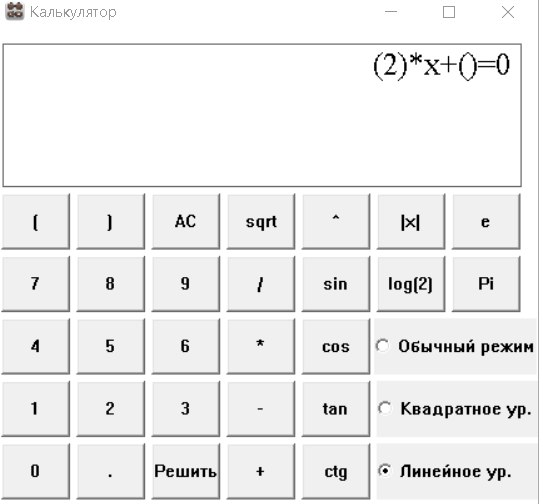 Калькулятор
(2)*x+()=0
( ) AC sqrt ^ |x| e
7 8 9 / sin log(2) Pi
4 5 6 * cos Обычный режим
1 2 3 - tan Квадратное ур.
0 . Решить + ctg Линейное ур.